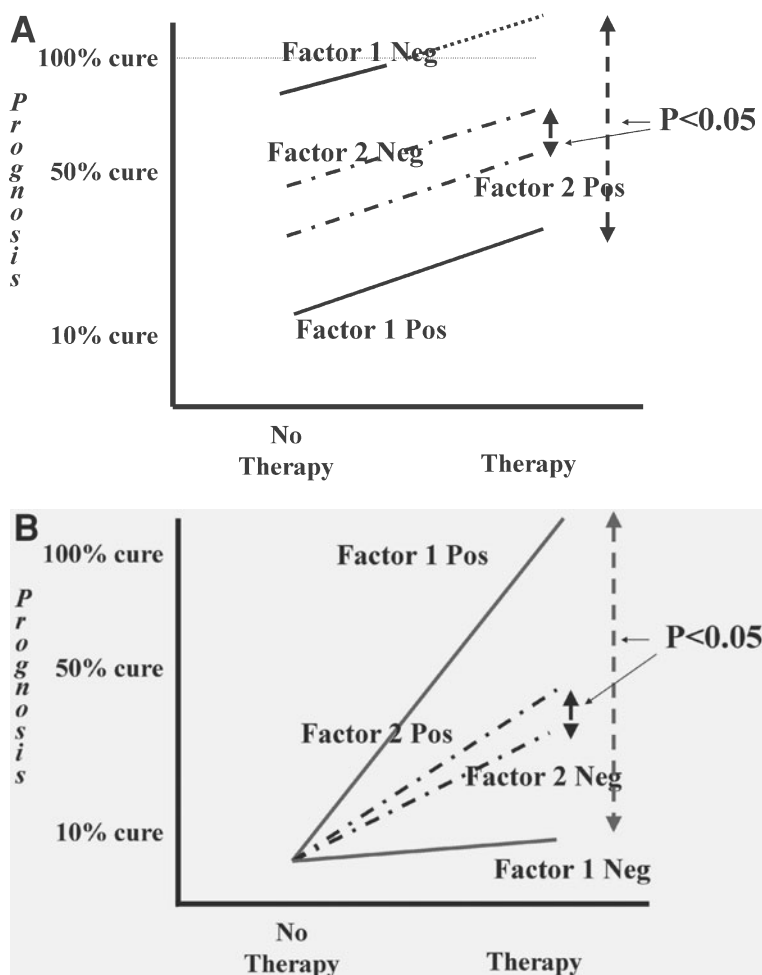 A
Factor 1 Neg
100% cure
Prognosis
P<0.05
Factor 2 Neg
50% cure
Factor 2 Pos
10% cure
Factor 1 Pos
No
Therapy
Therapy
B
100% cure
Factor 1 Pos
Prognosis
P<0.05
50% cure
Factor 2 Pos
Factor 2 Neg
10% cure
Factor 1 Neg
No
Therapy
Therapy